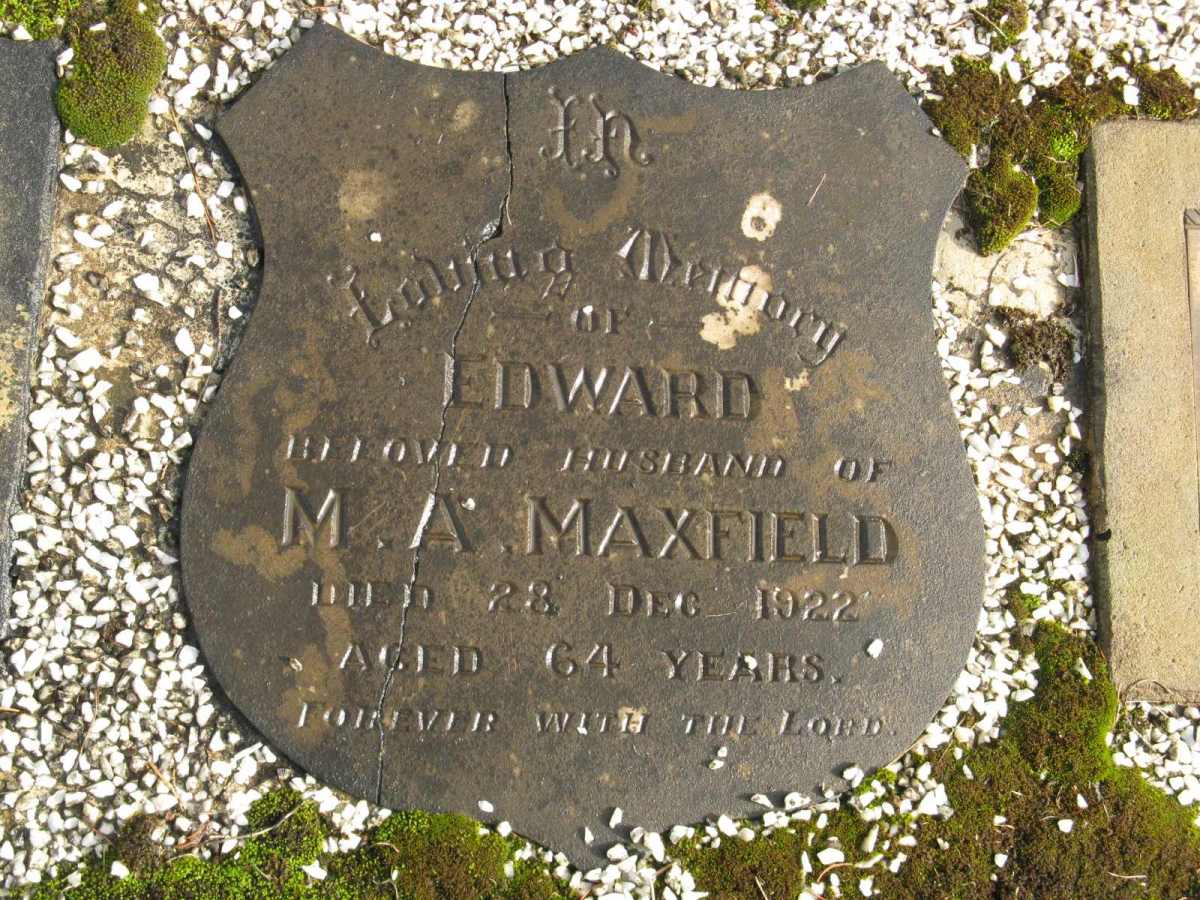 In
Loving Memory
— OF —
EDWARD
BELOVED HUSBAND OF
M. A. MAXFIELD
DIED 28 DEC 1922
AGED 64 YEARS.
FOREVER WITH THE LORD.